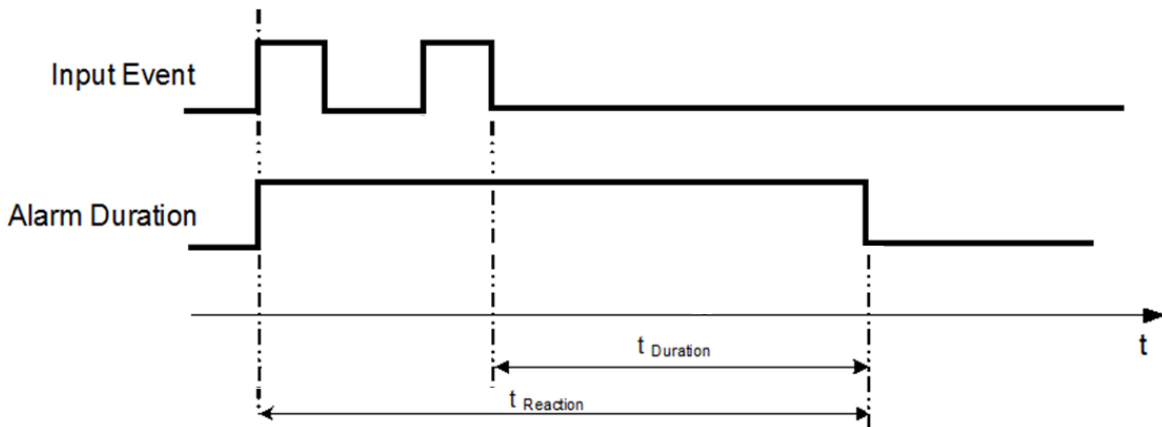 Input Event
Alarm Duration
t
t Duration
t Reaction